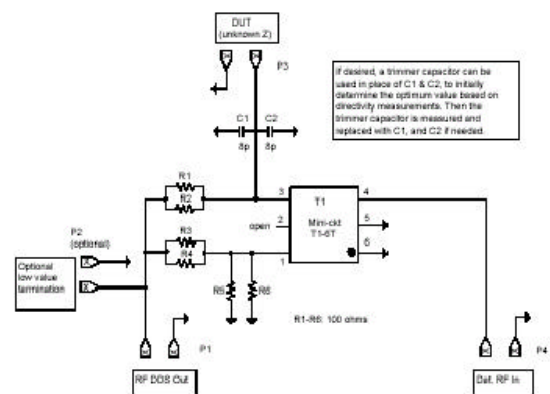 DUT
(unknown Z)
P3
If desired, a trimmer capacitor can be
used in place of C1 & C2, to initially
determine the optimum value based on
directivity measurements. Then the
trimmer capacitor is measured and
replaced with C1, and C2 if needed.
C1
C2
8p
8p
R1
R2
3
T1
4
open
2
Mini-ckt
T1-6T
5
R3
R4
1
6
P2
(optional)
Optional
low value
termination
R5
R6
R1-R6: 100 ohms
P1
P4
RF DDS Out
Det. RF In